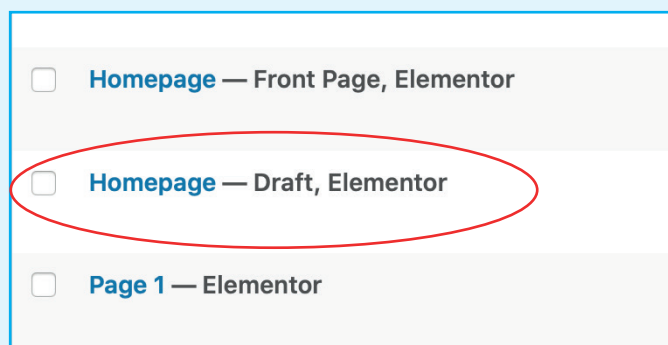 Homepage — Front Page, Elementor
Homepage — Draft, Elementor
Page 1 — Elementor